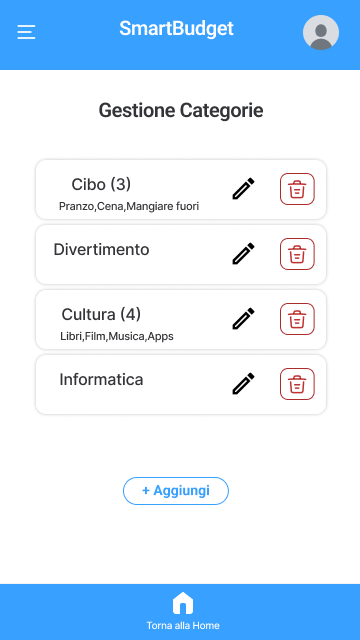 SmartBudget
Gestione Categorie
Cibo (3)
Pranzo,Cena,Mangiare fuori
Divertimento
Cultura (4)
Libri,Film,Musica,Apps
Informatica
+ Aggiungi
Torna alla Home